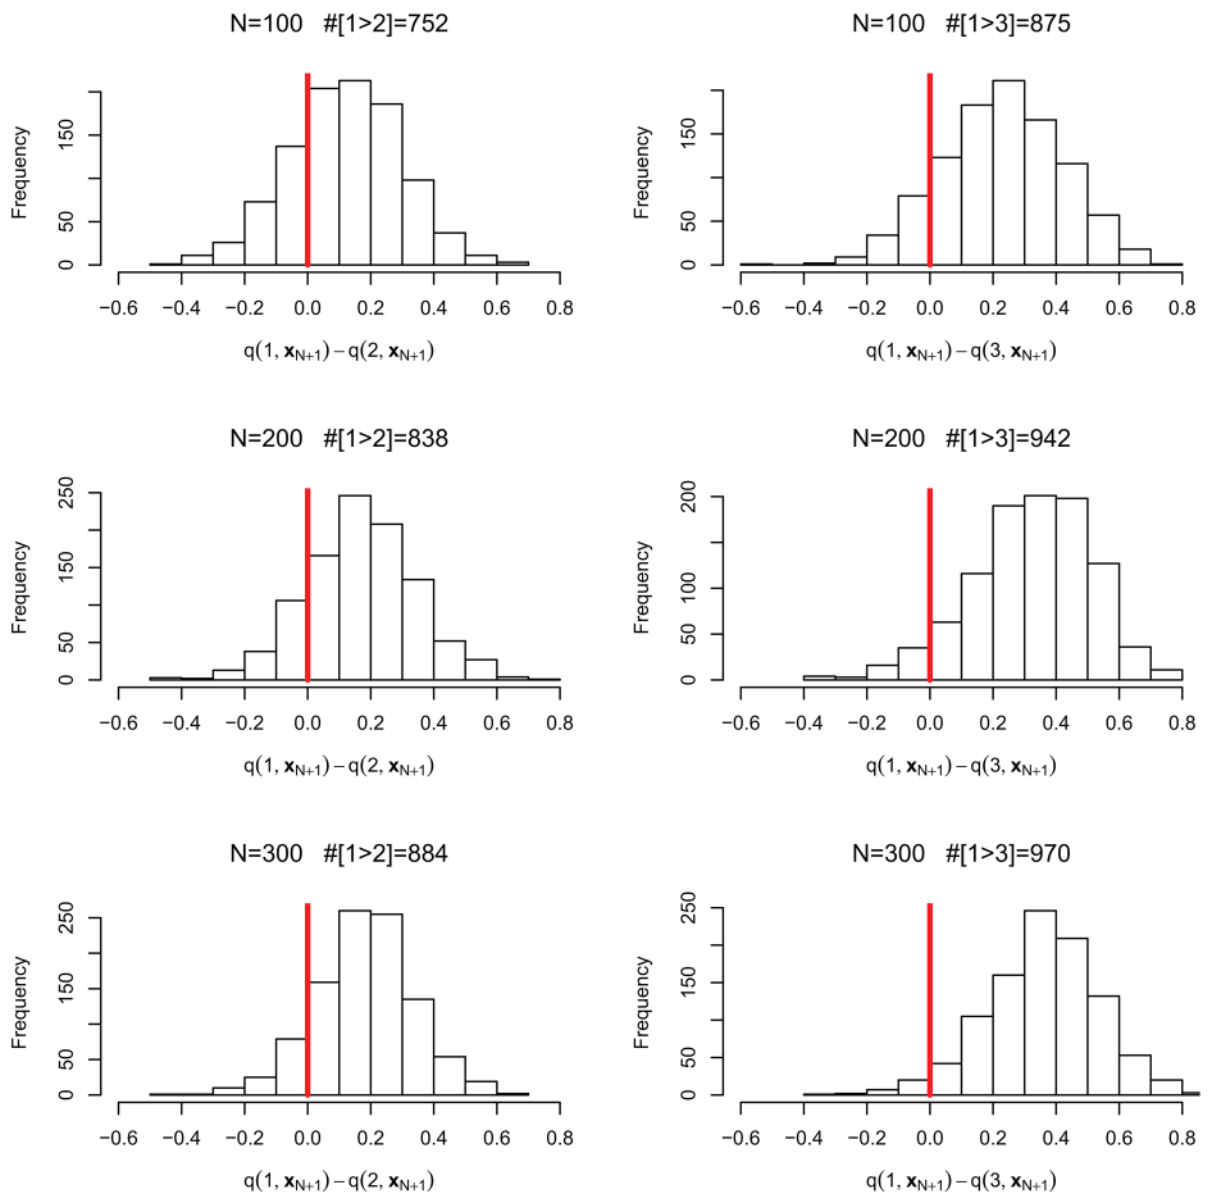 N=100 #[1>2]=752
Frequency
0 50 150
−0.6 −0.4 −0.2 0.0 0.2 0.4 0.6 0.8
q(1, xN+1) − q(2, xN+1)
N=100 #[1>3]=875
Frequency
0 50 150
−0.6 −0.4 −0.2 0.0 0.2 0.4 0.6 0.8
q(1, xN+1) − q(3, xN+1)
N=200 #[1>2]=838
Frequency
0 50 150 250
−0.6 −0.4 −0.2 0.0 0.2 0.4 0.6 0.8
q(1, xN+1) − q(2, xN+1)
N=200 #[1>3]=942
Frequency
0 50 100 200
−0.6 −0.4 −0.2 0.0 0.2 0.4 0.6 0.8
q(1, xN+1) − q(3, xN+1)
N=300 #[1>2]=884
Frequency
0 50 150 250
−0.6 −0.4 −0.2 0.0 0.2 0.4 0.6 0.8
q(1, xN+1) − q(2, xN+1)
N=300 #[1>3]=970
Frequency
0 50 150 250
−0.6 −0.4 −0.2 0.0 0.2 0.4 0.6 0.8
q(1, xN+1) − q(3, xN+1)